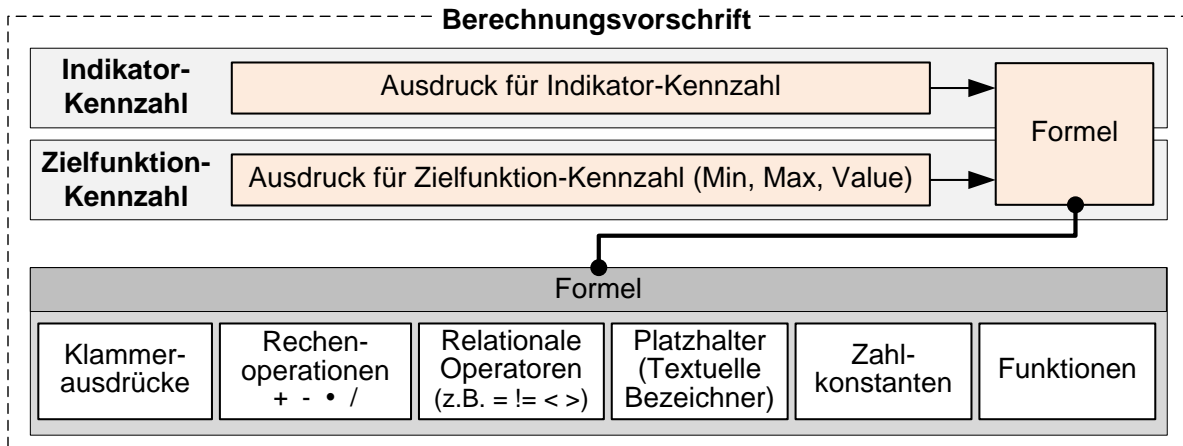 Berechnungsvorschrift
Indikator-
Kennzahl
Ausdruck für Indikator-Kennzahl
Formel
Zielfunktion-
Kennzahl
Ausdruck für Zielfunktion-Kennzahl (Min, Max, Value)
Formel
Klammer-
ausdrücke
Rechen-
operationen
+ - • /
Relationale
Operatoren
(z.B. = != < >)
Platzhalter
(Textuelle
Bezeichner)
Zahl-
konstanten
Funktionen